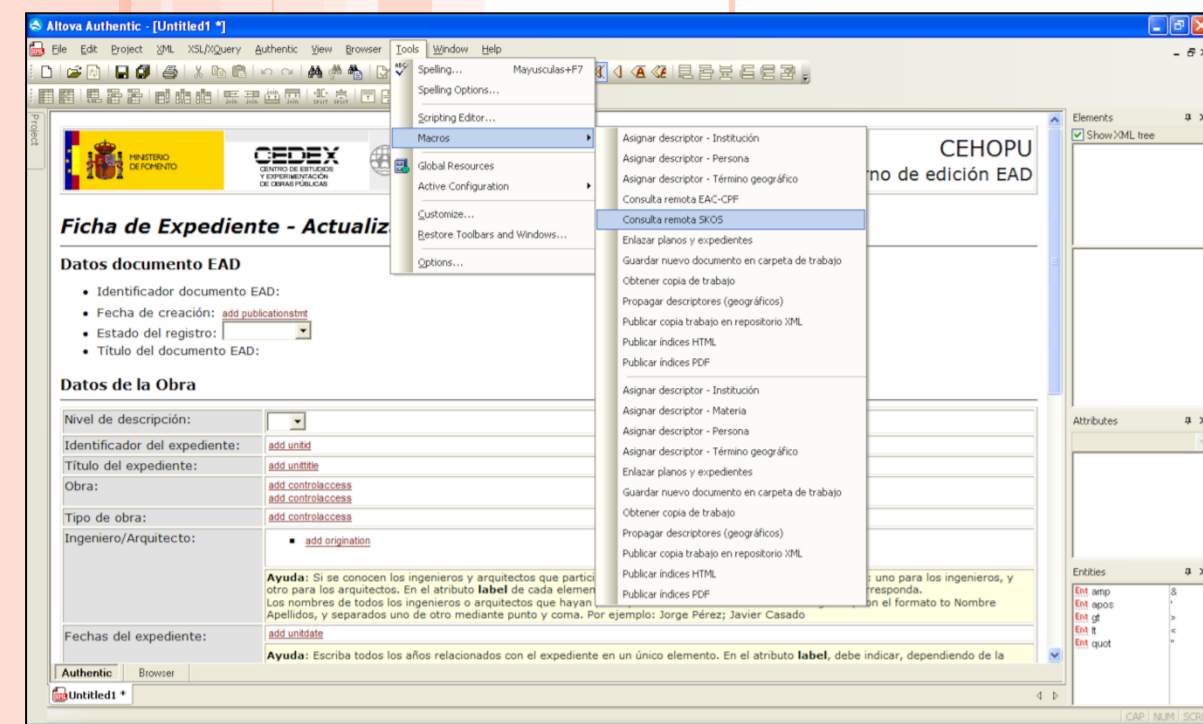 Altova Authentic - [Untitled1 *]
File Edit Project XML XSL/XQuery Authentic View Browser Tools Window Help
Spelling... Mayusculas+F7
Spelling Options...
Scripting Editor...
Macros
Global Resources
Active Configuration
Customize...
Restore Toolbars and Windows...
Options...
Asignar descriptor - Institución
Asignar descriptor - Persona
Asignar descriptor - Término geográfico
Consulta remota EAC-CPF
Consulta remota SKOS
Enlazar planos y expedientes
Guardar nuevo documento en carpeta de trabajo
Obtener copia de trabajo
Propagar descriptores (geográficos)
Publicar copia trabajo en repositorio XML
Publicar índices HTML
Publicar índices PDF
Asignar descriptor - Institución
Asignar descriptor - Materia
Asignar descriptor - Persona
Asignar descriptor - Término geográfico
Enlazar planos y expedientes
Guardar nuevo documento en carpeta de trabajo
Obtener copia de trabajo
Propagar descriptores (geográficos)
Publicar copia trabajo en repositorio XML
Publicar índices HTML
Publicar índices PDF
Project
MINISTERIO
DE FOMENTO
CEDEX
CENTRO DE ESTUDIOS
Y EXPERIMENTACIÓN
DE OBRAS PÚBLICAS
CEHOPU
no de edición EAD
Ficha de Expediente - Actualiz
Datos documento EAD
• Identificador documento EAD:
• Fecha de creación: add publicationstmt
• Estado del registro:
• Título del documento EAD:
Datos de la Obra
Nivel de descripción:
Identificador del expediente: add unitid
Título del expediente: add unittitle
Obra: add controlaccess
add controlaccess
Tipo de obra: add controlaccess
Ingeniero/Arquitecto: add origination
Ayuda: Si se conocen los ingenieros y arquitectos que partici : uno para los ingenieros, y
otro para los arquitectos. En el atributo label de cada elemen rresponda.
Los nombres de todos los ingenieros o arquitectos que hayan on el formato to Nombre
Apellidos, y separados uno de otro mediante punto y coma. Por ejemplo: Jorge Pérez; Javier Casado
Fechas del expediente: add unitdate
Ayuda: Escriba todos los años relacionados con el expediente en un único elemento. En el atributo label, debe indicar, dependiendo de la
Authentic Browser
Untitled1 *
Elements
Show XML tree
Attributes
Entities
Ent amp &
Ent apos '
Ent gt >
Ent lt <
Ent quot "
CAP NUM SCRL